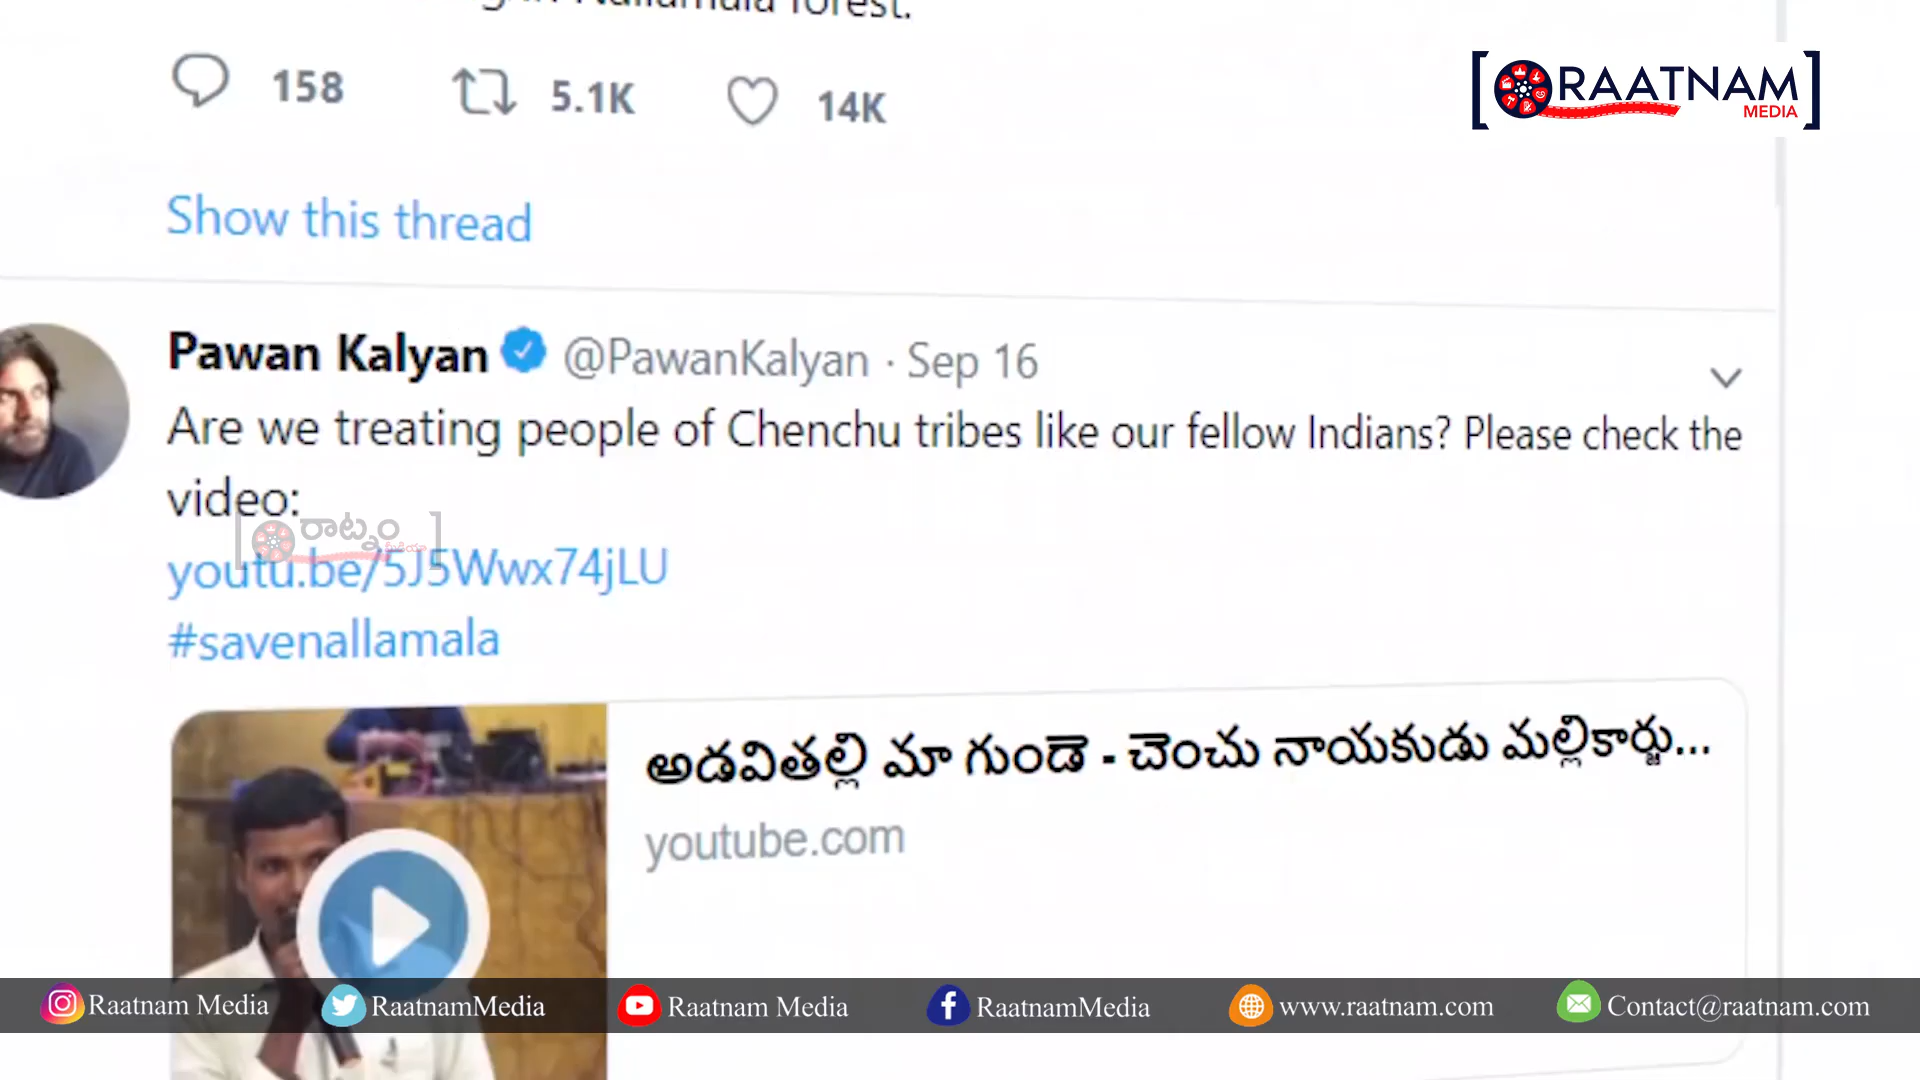 Nallamala forest.
158 5.1K 14K
RAATNAM
MEDIA
Show this thread
Pawan Kalyan @PawanKalyan · Sep 16
Are we treating people of Chenchu tribes like our fellow Indians? Please check the
video:
రాట్నం
మీడియా
youtu.be/5J5Wwx74jLU
#savenallamala
అడవితల్లి మా గుండె - చెంచు నాయకుడు మల్లికార్జు...
youtube.com
Raatnam Media RaatnamMedia Raatnam Media RaatnamMedia www.raatnam.com Contact@raatnam.com